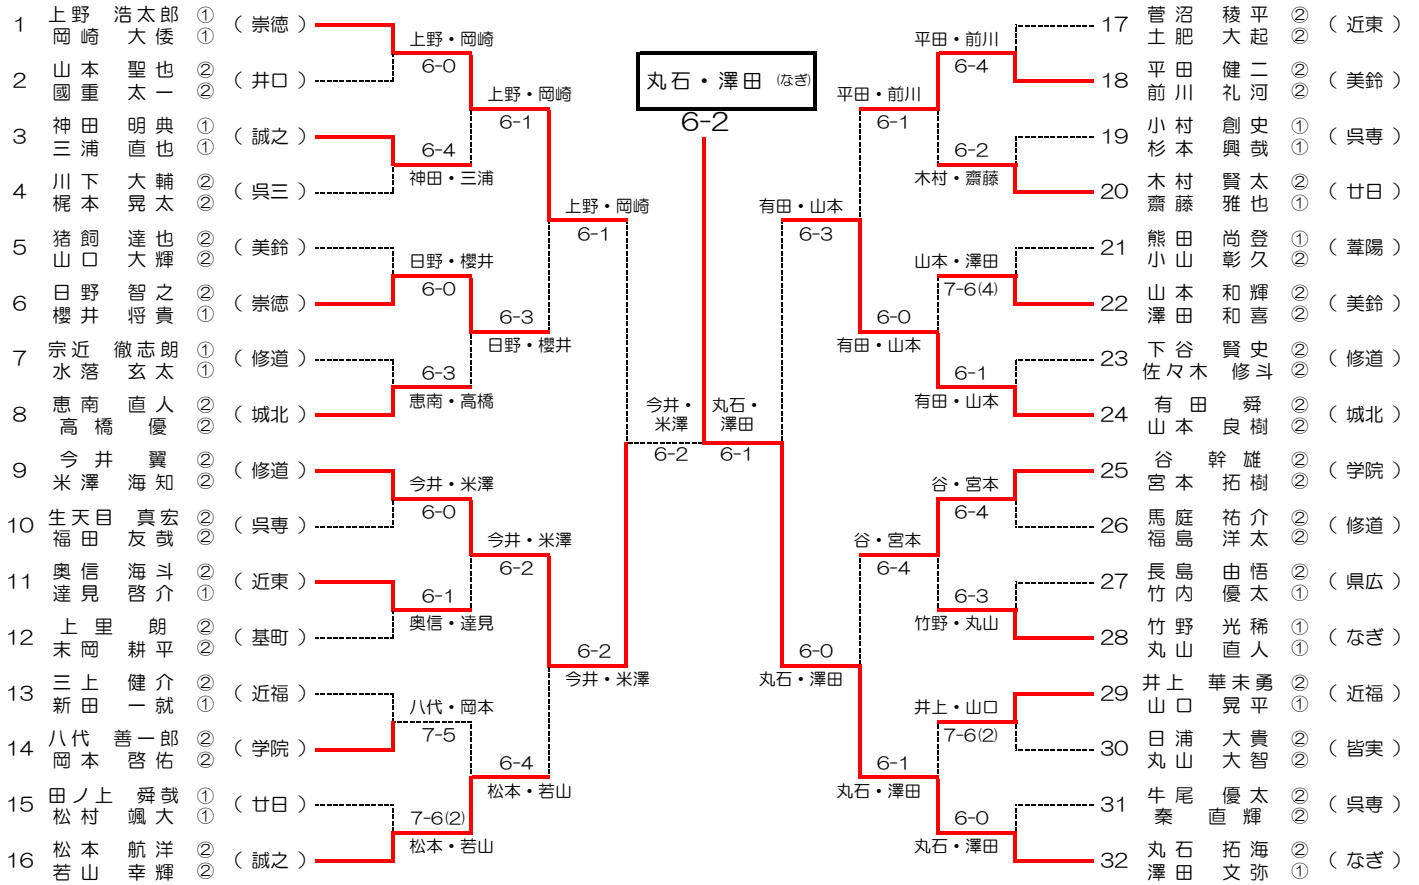 1 上野 浩太郎 ① ( 崇徳 )
岡崎 大倭 ①
2 山本 聖也 ② ( 井口 )
國重 太一 ②
3 神田 明典 ① ( 誠之 )
三浦 直也 ①
4 川下 大輔 ② ( 呉三 )
梶本 晃太 ②
5 猪飼 達也 ② ( 美鈴 )
山口 大輝 ②
6 日野 智之 ② ( 崇徳 )
櫻井 将貴 ①
7 宗近 徹志朗 ① ( 修道 )
水落 玄太 ①
8 恵南 直人 ② ( 城北 )
高橋 優 ②
9 今井 翼 ② ( 修道 )
米澤 海知 ②
10 生天目 真宏 ② ( 呉専 )
福田 友哉 ②
11 奥信 海斗 ② ( 近東 )
達見 啓介 ①
12 上里 朗 ② ( 基町 )
末岡 耕平 ②
13 三上 健介 ② ( 近福 )
新田 一就 ①
14 八代 善一郎 ② ( 学院 )
岡本 啓佑 ②
15 田ノ上 舜哉 ① ( 廿日 )
松村 颯大 ①
16 松本 航洋 ② ( 誠之 )
若山 幸輝 ②
上野・岡崎
6-0
6-4
神田・三浦
日野・櫻井
6-0
6-3
恵南・高橋
今井・米澤
6-0
6-1
奥信・達見
八代・岡本
7-5
7-6(2)
松本・若山
上野・岡崎
6-1
6-3
日野・櫻井
今井・米澤
6-2
6-4
松本・若山
上野・岡崎
6-1
6-2
今井・米澤
今井・
米澤
6-2
丸石・澤田 (なぎ)
6-2
丸石・
澤田
6-1
有田・山本
6-3
6-0
丸石・澤田
平田・前川
6-1
6-0
有田・山本
谷・宮本
6-4
6-1
丸石・澤田
平田・前川
6-4
6-2
木村・齋藤
山本・澤田
7-6(4)
6-1
有田・山本
谷・宮本
6-4
6-3
竹野・丸山
井上・山口
7-6(2)
6-0
丸石・澤田
17 菅沼 稜平 ② ( 近東 )
土肥 大起 ②
18 平田 健二 ② ( 美鈴 )
前川 礼河 ②
19 小村 創史 ① ( 呉専 )
杉本 興哉 ①
20 木村 賢太 ② ( 廿日 )
齋藤 雅也 ①
21 熊田 尚登 ① ( 葦陽 )
小山 彰久 ②
22 山本 和輝 ② ( 美鈴 )
澤田 和喜 ②
23 下谷 賢史 ② ( 修道 )
佐々木 修斗 ②
24 有田 舜 ② ( 城北 )
山本 良樹 ②
25 谷 幹雄 ② ( 学院 )
宮本 拓樹 ②
26 馬庭 祐介 ② ( 修道 )
福島 洋太 ②
27 長島 由悟 ② ( 県広 )
竹内 優太 ①
28 竹野 光稀 ① ( なぎ )
丸山 直人 ①
29 井上 華未勇 ② ( 近福 )
山口 晃平 ①
30 日浦 大貴 ② ( 皆実 )
丸山 大智 ②
31 牛尾 優太 ② ( 呉専 )
秦 直輝 ②
32 丸石 拓海 ② ( なぎ )
澤田 文弥 ①